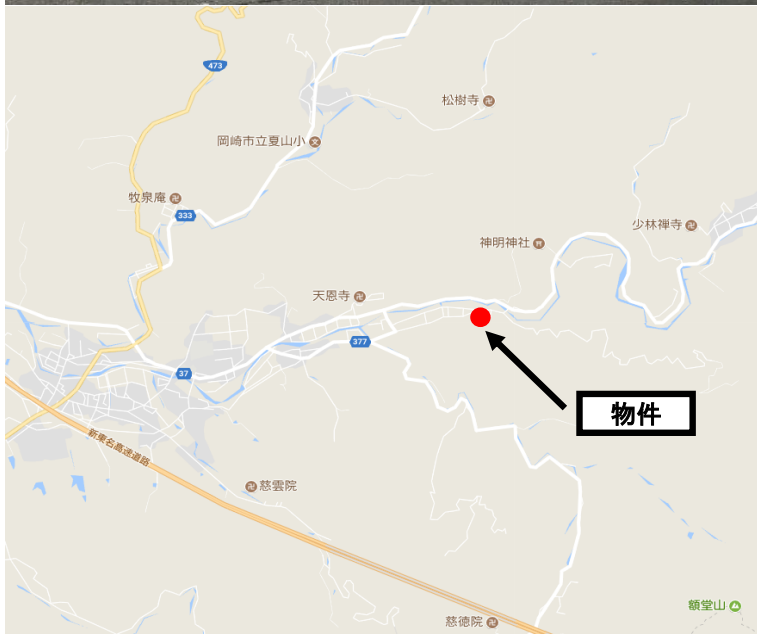 473
松樹寺
岡崎市立夏山小
文
牧泉庵
333
少林禅寺
神明神社
天恩寺
377
37
物件
新東名高速道路
慈雲院
額堂山
慈徳院